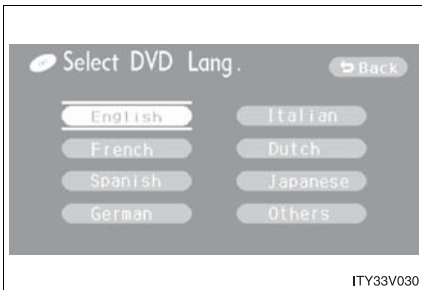 Select DVD Lang.
Back
English
Italian
French
Dutch
Spanish
Japanese
German
Others
ITY33V030